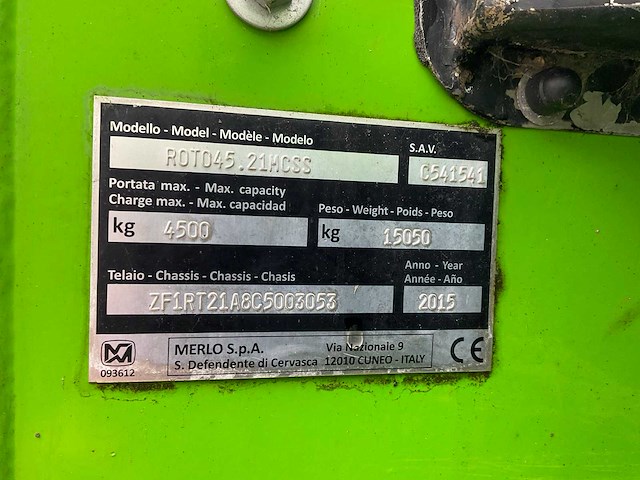 Modello - Model - Modèle - Modelo
ROTO45.21MCSS
S.A.V.
C541541
Portata max. - Max. capacity
Charge max. - Max. capacidad
kg 4500
Peso - Weight - Poids - Peso
kg 15050
Telaio - Chassis - Chassis - Chasis
ZF1RT21A8C5003053
Anno - Year
Année - Año
2015
093612
MERLO S.p.A.
S. Defendente di Cervasca
Via Nazionale 9
12010 CUNEO - ITALY
CE